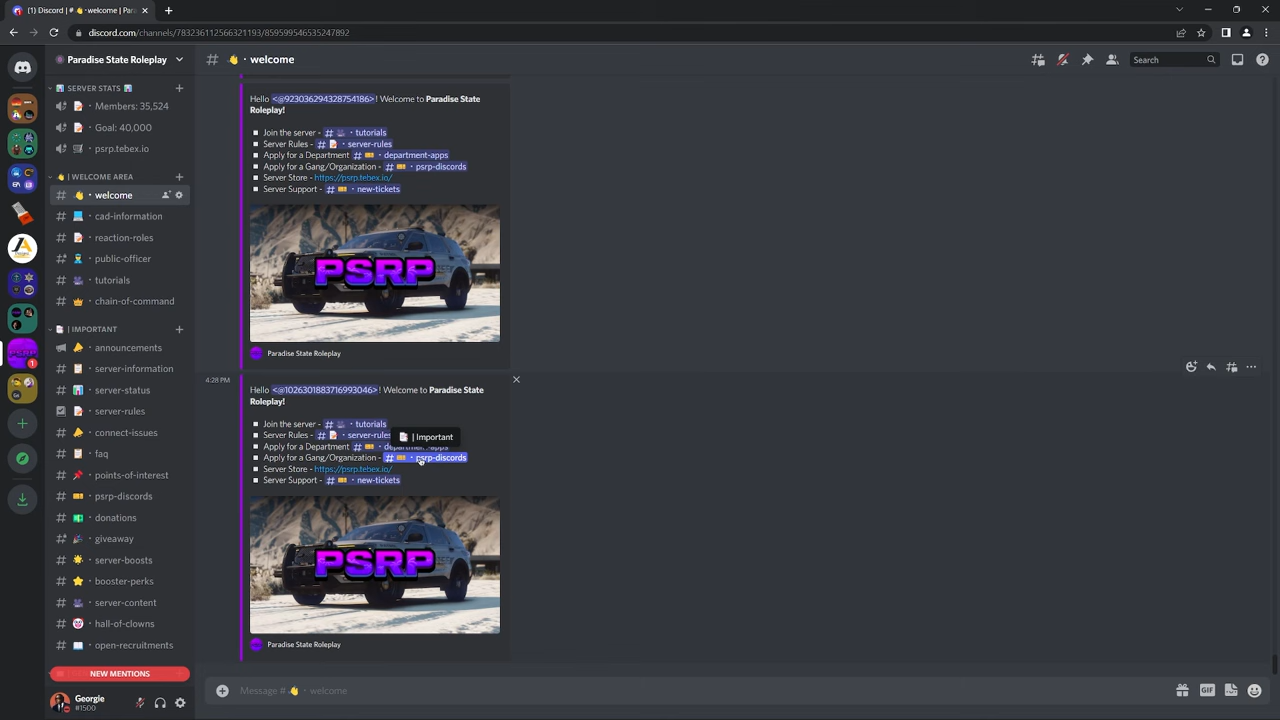 (1) Discord | # 👋・welcome | Par
discord.com/channels/783236112566321193/859599546535247892
Paradise State Roleplay
📊 SERVER STATS 📊
📝・Members: 35,524
📝・Goal: 40,000
🛒・psrp.tebex.io
👋 | WELCOME AREA
# 👋・welcome
# 💻・cad-information
# 📝・reaction-roles
# 👮・public-officer
# 👾・tutorials
# 👑・chain-of-command
| IMPORTANT
📣・announcements
# 📝・server-information
# 📊・server-status
📝・server-rules
# 🔔・connect-issues
# 🔔・faq
# 📌・points-of-interest
# 🎫・psrp-discords
# 💵・donations
# 🎉・giveaway
# 🌟・server-boosts
# ⭐・booster-perks
# 📝・server-content
# 🤡・hall-of-clowns
# 📖・open-recruitments
NEW MENTIONS
Georgie
#1500
PSRP
1
# 👋・welcome
Search
Hello <@923036294328754186>! Welcome to Paradise State
Roleplay!
Join the server - # 👾・tutorials
Server Rules - # 📝・server-rules
Apply for a Department # 🎫・department-apps
Apply for a Gang/Organization - # 🎫・psrp-discords
Server Store - https://psrp.tebex.io/
Server Support - # 🎫・new-tickets
PSRP
Paradise State Roleplay
4:28 PM
Hello <@1026301883716993046>! Welcome to Paradise State
Roleplay!
Join the server - # 👾・tutorials
Server Rules - # 📝・server-rules
| Important
Apply for a Department # 🎫・department-apps
Apply for a Gang/Organization - # 🎫・psrp-discords
Server Store - https://psrp.tebex.io/
Server Support - # 🎫・new-tickets
PSRP
Paradise State Roleplay
Message #👋・welcome
GIF